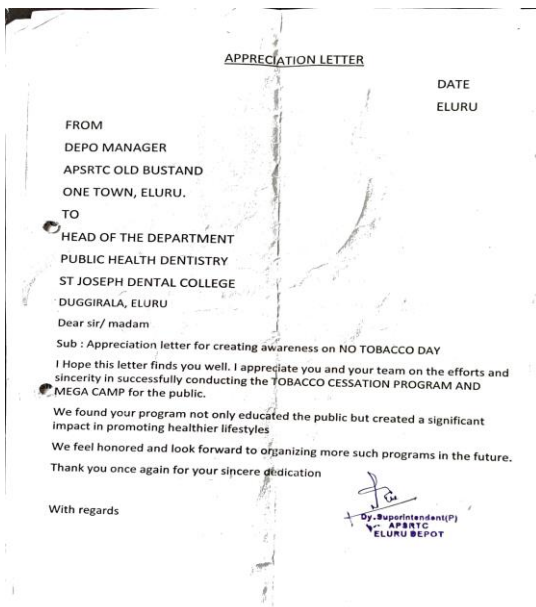 APPRECIATION LETTER
DATE
ELURU
FROM
DEPO MANAGER
APSRTC OLD BUSTAND
ONE TOWN, ELURU.
TO
HEAD OF THE DEPARTMENT
PUBLIC HEALTH DENTISTRY
ST JOSEPH DENTAL COLLEGE
DUGGIRALA, ELURU
Dear sir/ madam
Sub : Appreciation letter for creating awareness on NO TOBACCO DAY
I Hope this letter finds you well. I appreciate you and your team on the efforts and
sincerity in successfully conducting the TOBACCO CESSATION PROGRAM AND
MEGA CAMP for the public.
We found your program not only educated the public but created a significant
impact in promoting healthier lifestyles
We feel honored and look forward to organizing more such programs in the future.
Thank you once again for your sincere dedication
With regards
Dy.Superintendent(P)
APSRTC
ELURU DEPOT